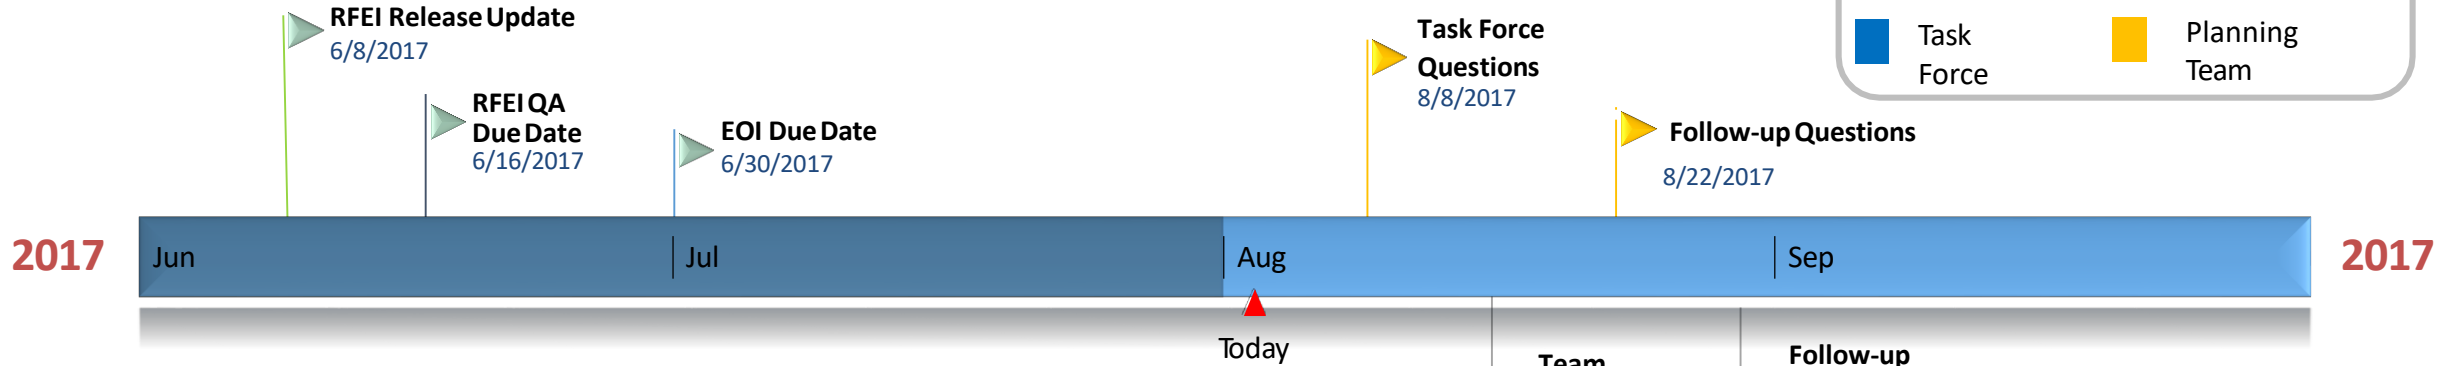 RFEI Release Update
6/8/2017
RFEI QA
Due Date
6/16/2017
EOI Due Date
6/30/2017
Task Force
Questions
8/8/2017
Follow-up Questions
8/22/2017
Task
Force
Planning
Team
2017
Jun
Jul
Aug
Sep
2017
Today
Team
Follow-up